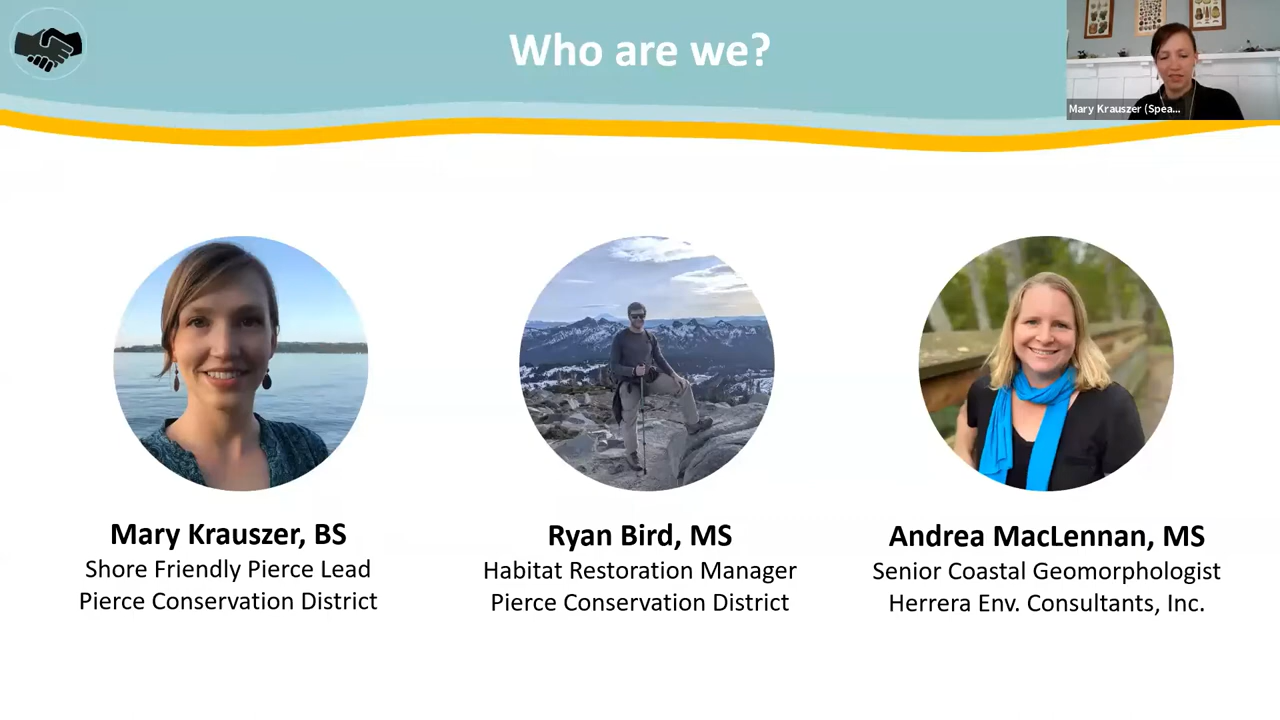 Who are we?
Mary Krauszer (Spea...
Mary Krauszer, BS
Shore Friendly Pierce Lead
Pierce Conservation District
Ryan Bird, MS
Habitat Restoration Manager
Pierce Conservation District
Andrea MacLennan, MS
Senior Coastal Geomorphologist
Herrera Env. Consultants, Inc.